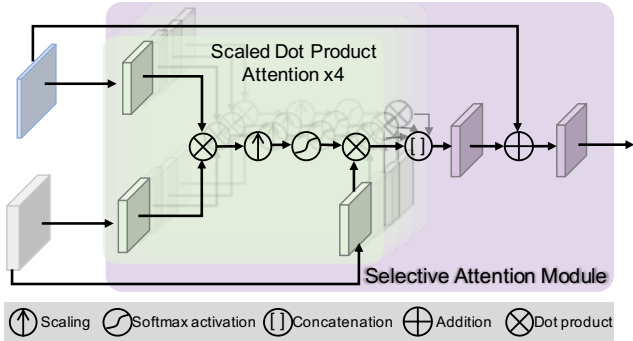 Scaled Dot Product
Attention x4
[ ]
Selective Attention Module
Scaling
Softmax activation
[ ] Concatenation
Addition
Dot product